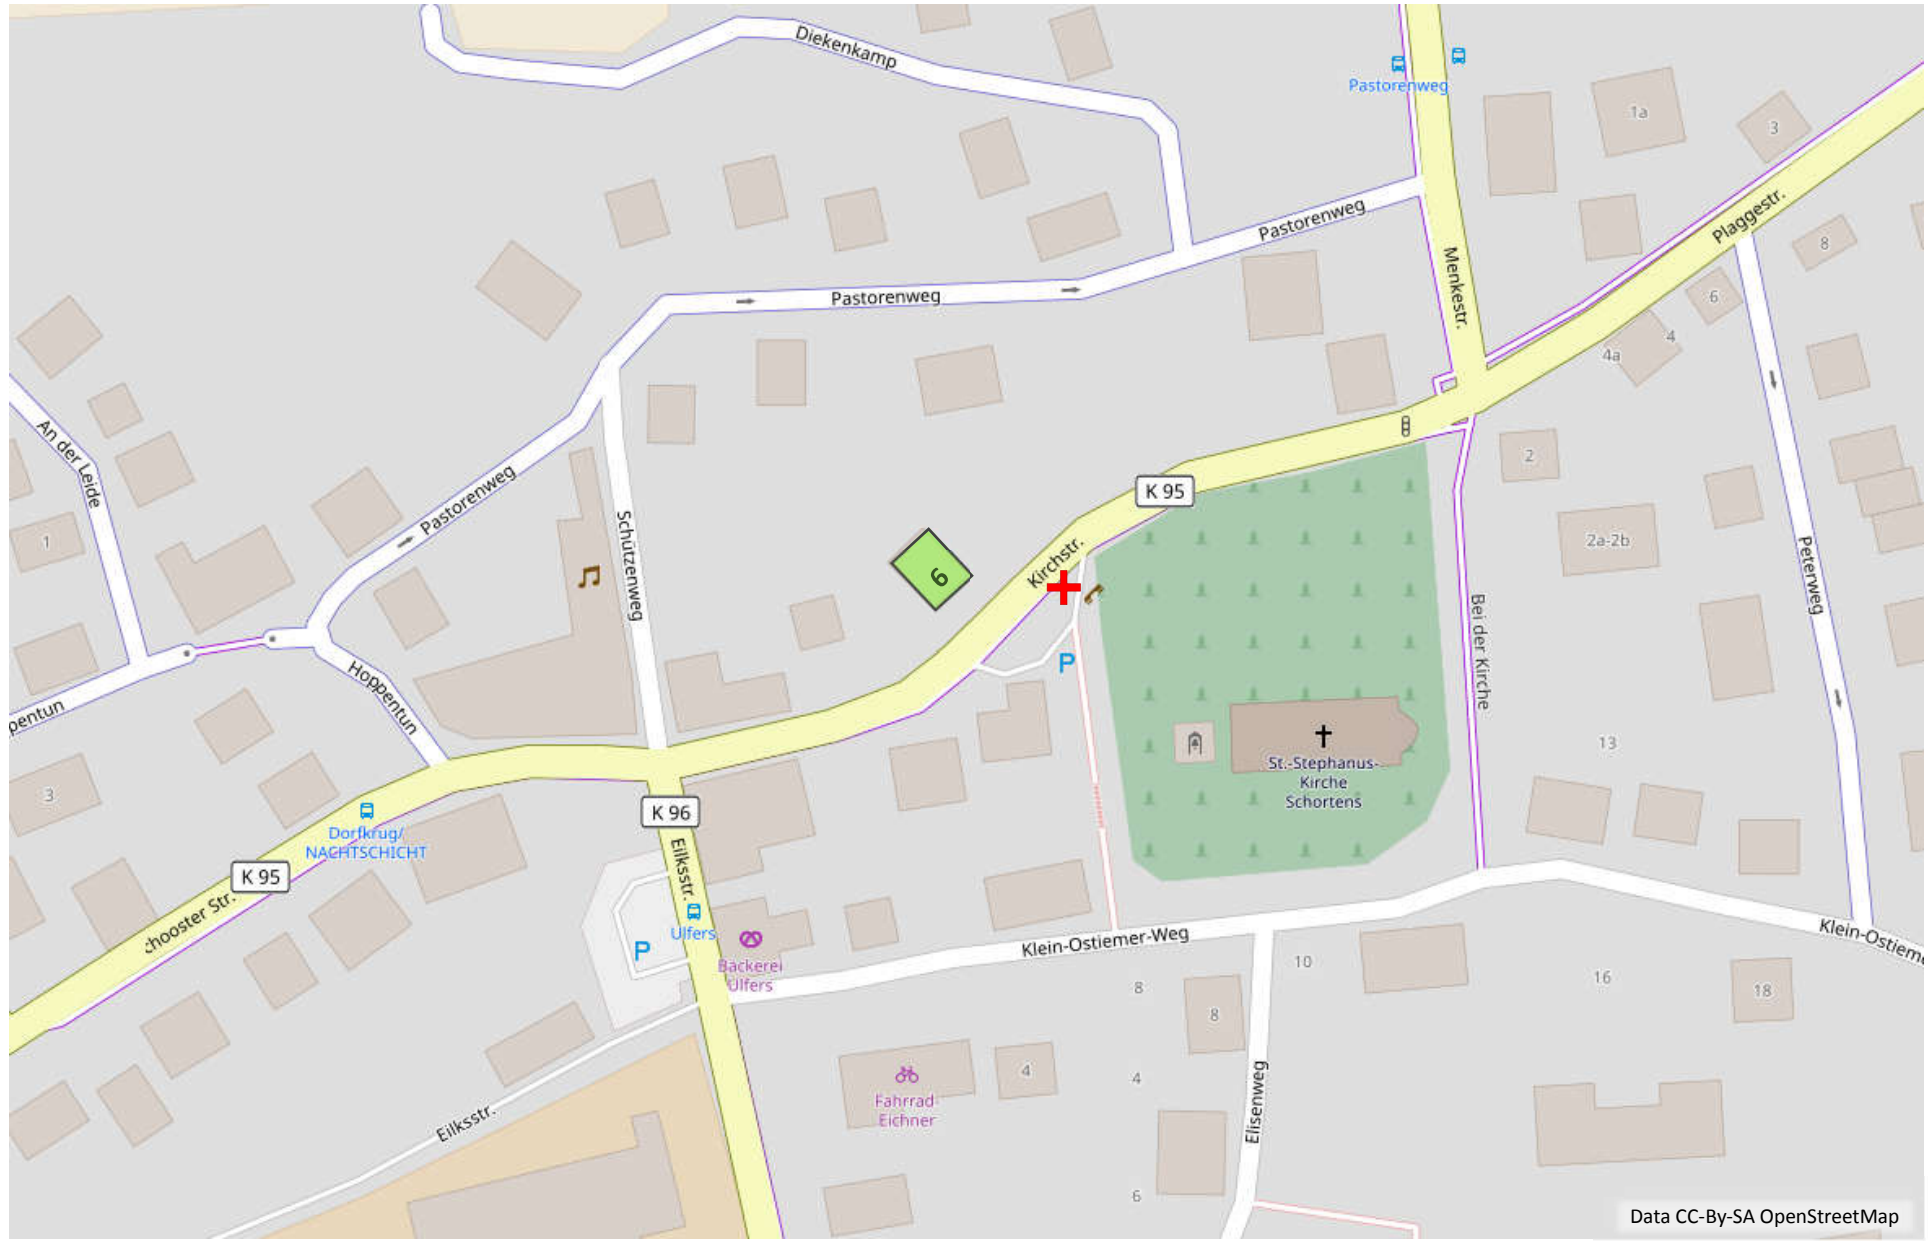 Diekenkamp
Pastorenweg
1a
3
Pastorenweg
Plaggestr.
8
Menkestr.
Pastorenweg
6
4
4a
An der Leide
Pastorenweg
2
K 95
1
Schützenweg
Kirchstr.
6
2a-2b
Peterweg
Bei der Kirche
P
Hoppentun
pentun
St.-Stephanus-
Kirche
Schortens
13
3
K 96
Dorfkrug/
NACHTSCHICHT
Eilksstr.
K 95
chooster Str.
Ulfers
P
Bäckerei
Ulfers
Klein-Ostiemer-Weg
Klein-Ostieme
10
16
18
8
8
4
4
Fahrrad-
Eichner
Elisenweg
Eilksstr.
6
Data CC-By-SA OpenStreetMap